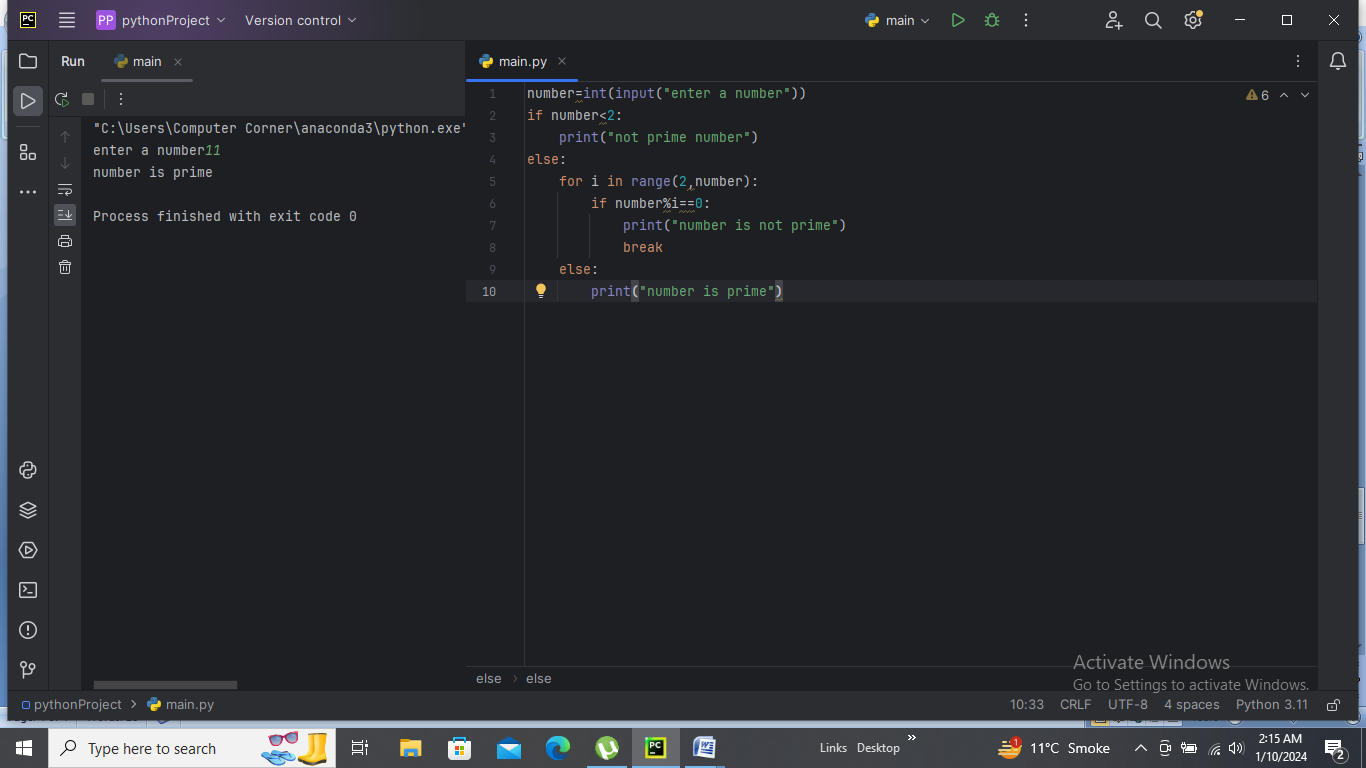 PC
PP pythonProject Version control main
Run main
main.py
"C:\Users\Computer Corner\anaconda3\python.exe"
enter a number11
number is prime
Process finished with exit code 0
6
1 number=int(input("enter a number"))
2 if number<2:
3 print("not prime number")
4 else:
5 for i in range(2,number):
6 if number%i==0:
7 print("number is not prime")
8 break
9 else:
10 print("number is prime")
Activate Windows
Go to Settings to activate Windows.
else > else
pythonProject > main.py 10:33 CRLF UTF-8 4 spaces Python 3.11
Type here to search PC W Links Desktop » 1 11°C Smoke 2:15 AM
1/10/2024 2